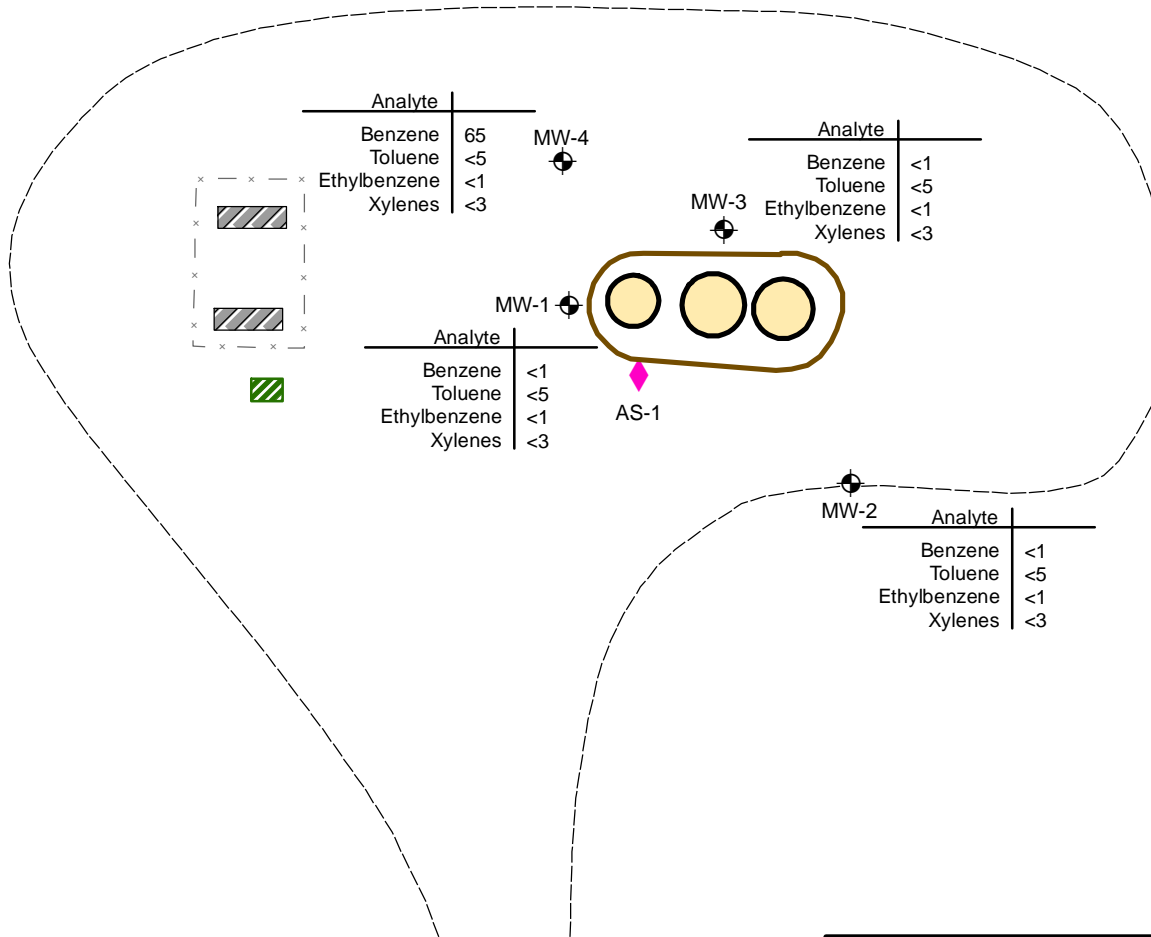 Analyte
Benzene 65
Toluene <5
Ethylbenzene <1
Xylenes <3
MW-4
Analyte
Benzene <1
Toluene <5
Ethylbenzene <1
Xylenes <3
MW-3
MW-1
Analyte
Benzene <1
Toluene <5
Ethylbenzene <1
Xylenes <3
AS-1
MW-2
Analyte
Benzene <1
Toluene <5
Ethylbenzene <1
Xylenes <3